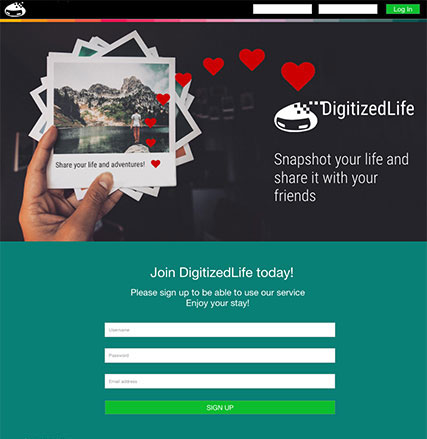 Log In
DigitizedLife
Share your life and adventures!
Snapshot your life and
share it with your
friends
Join DigitizedLife today!
Please sign up to be able to use our service
Enjoy your stay!
Username
Password
Email address
SIGN UP